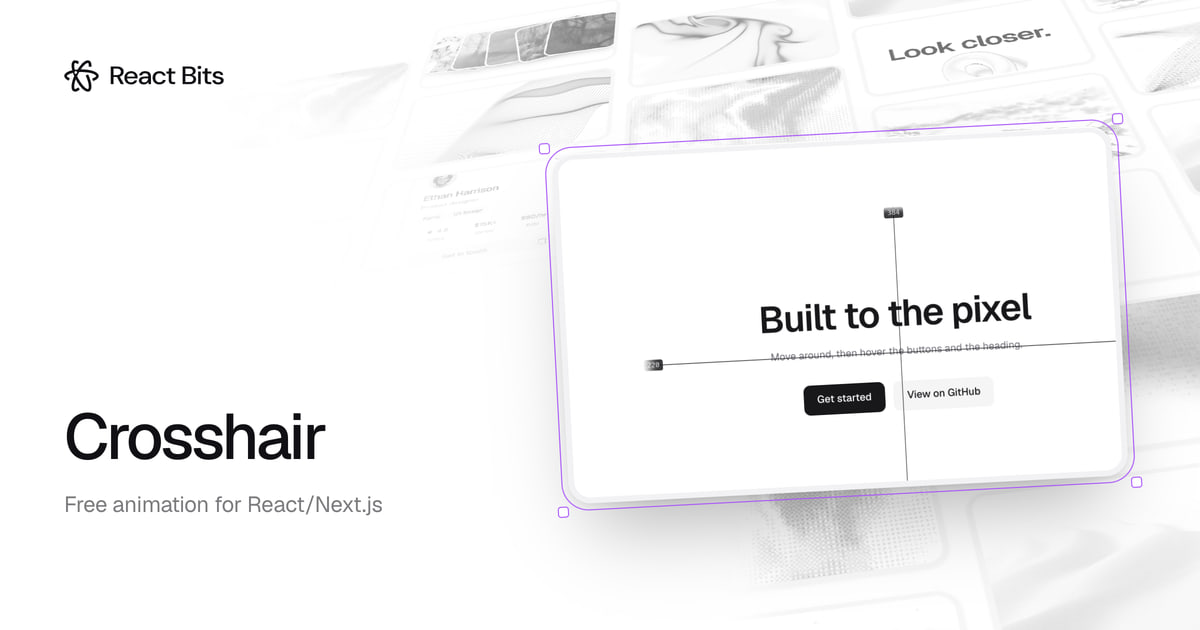 React Bits
Look closer.
Ethan Harrison
384
Built to the pixel
220
Move around, then hover the buttons and the heading.
Get started
View on GitHub
Crosshair
Free animation for React/Next.js